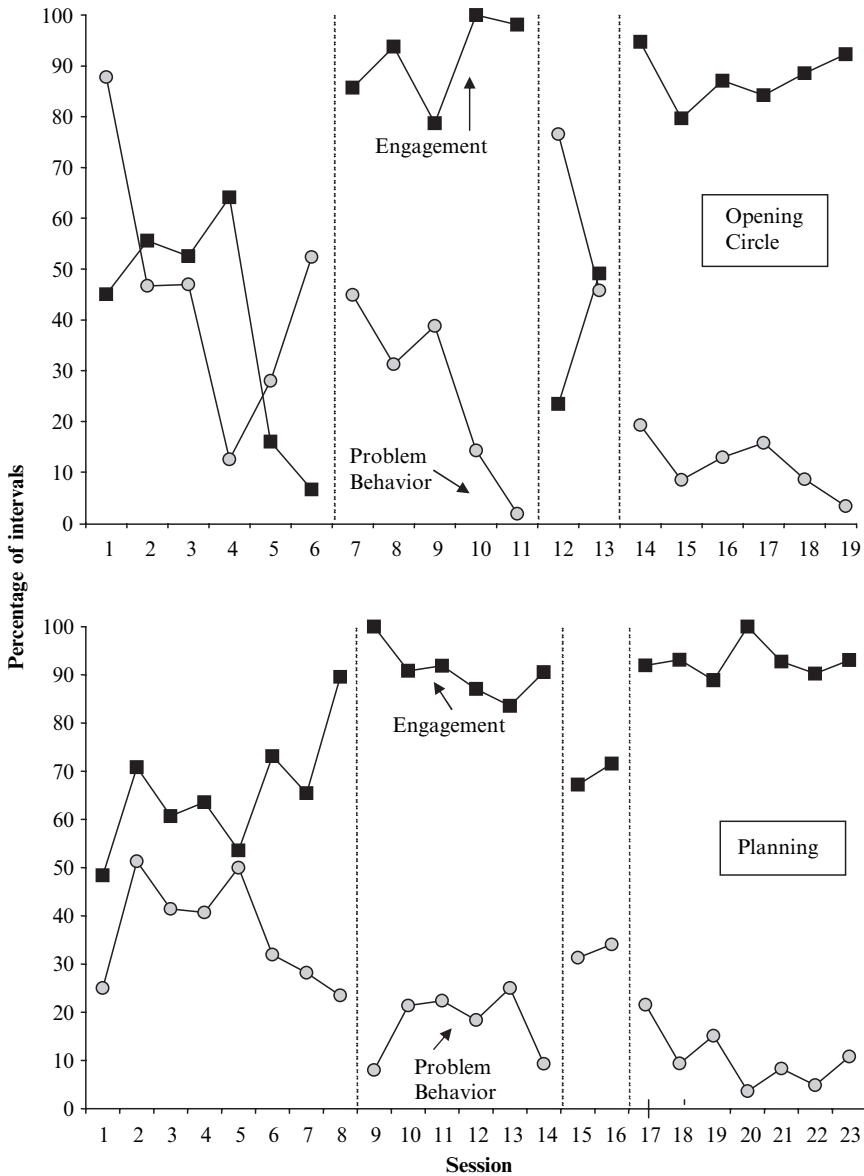 100
90
80
70
60
50
40
30
20
10
0
Engagement
Problem
Behavior
Opening
Circle
1 2 3 4 5 6 7 8 9 10 11 12 13 14 15 16 17 18 19
Percentage of intervals
100
90
80
70
60
50
40
30
20
10
0
Engagement
Problem
Behavior
Planning
1 2 3 4 5 6 7 8 9 10 11 12 13 14 15 16 17 18 19 20 21 22 23
Session